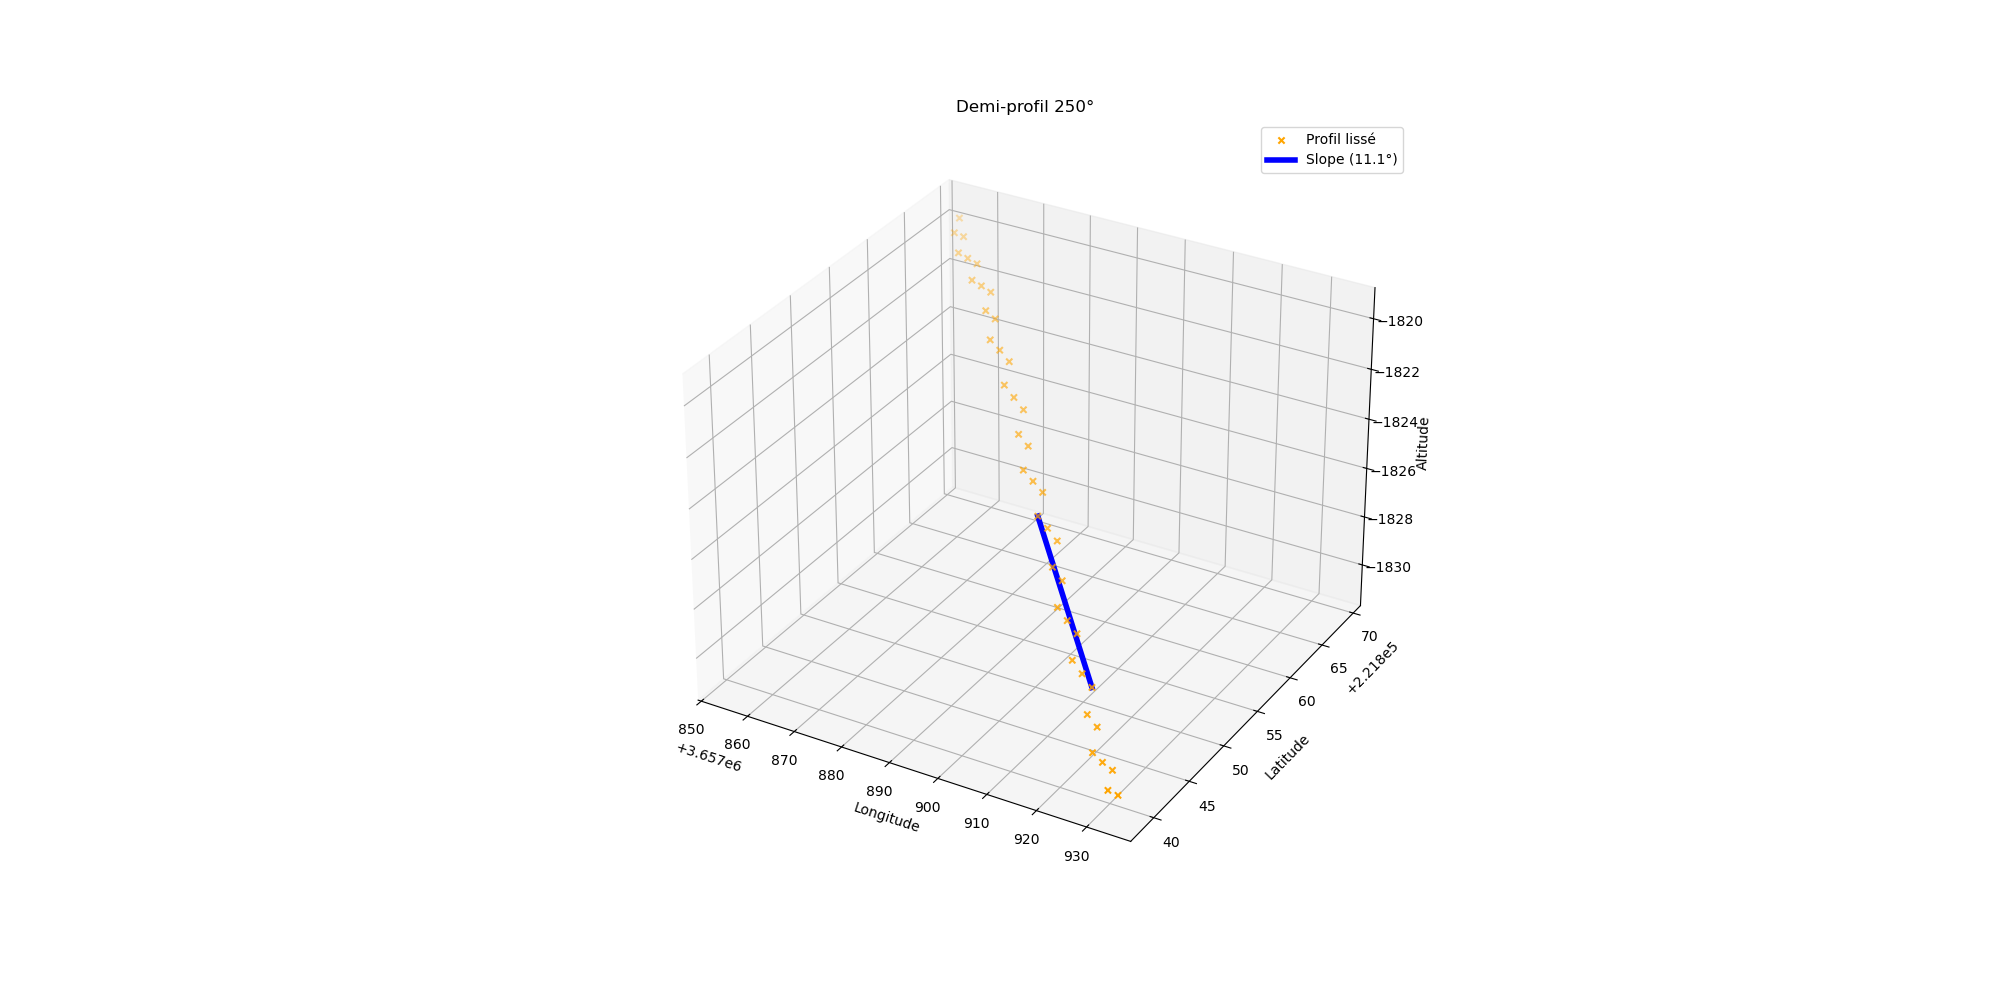 Demi-profil 250°
Profil lissé
Slope (11.1°)
−1820
−1822
−1824
−1826
−1828
−1830
Altitude
70
65
60
55
50
45
40
+2.218e5
Latitude
850
860
870
880
890
900
910
920
930
+3.657e6
Longitude